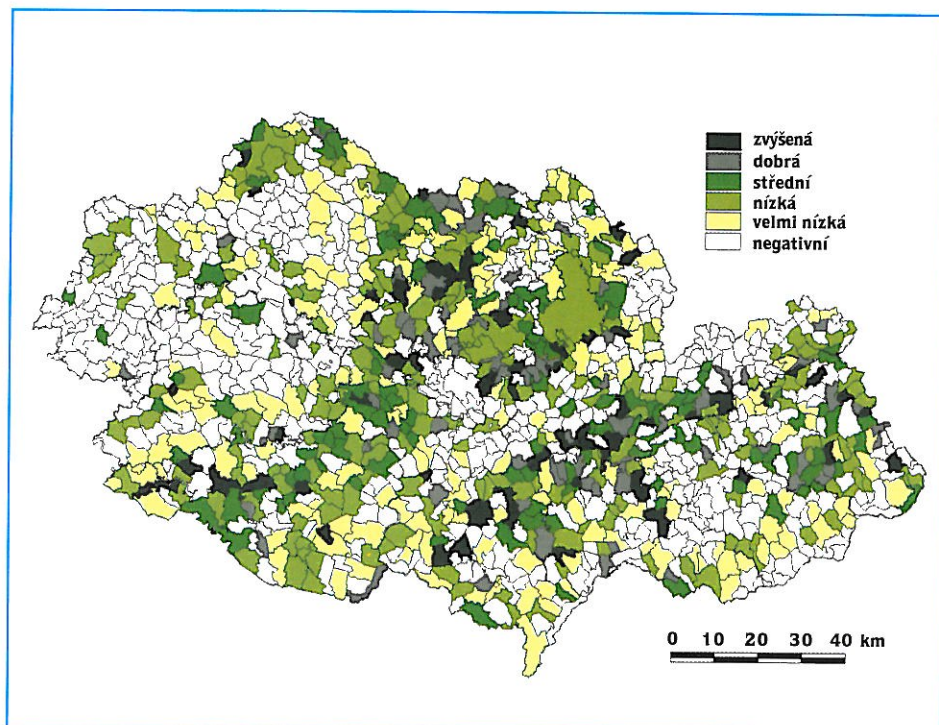 zvýšená
dobrá
střední
nízká
velmi nízká
negativní
0 10 20 30 40 km